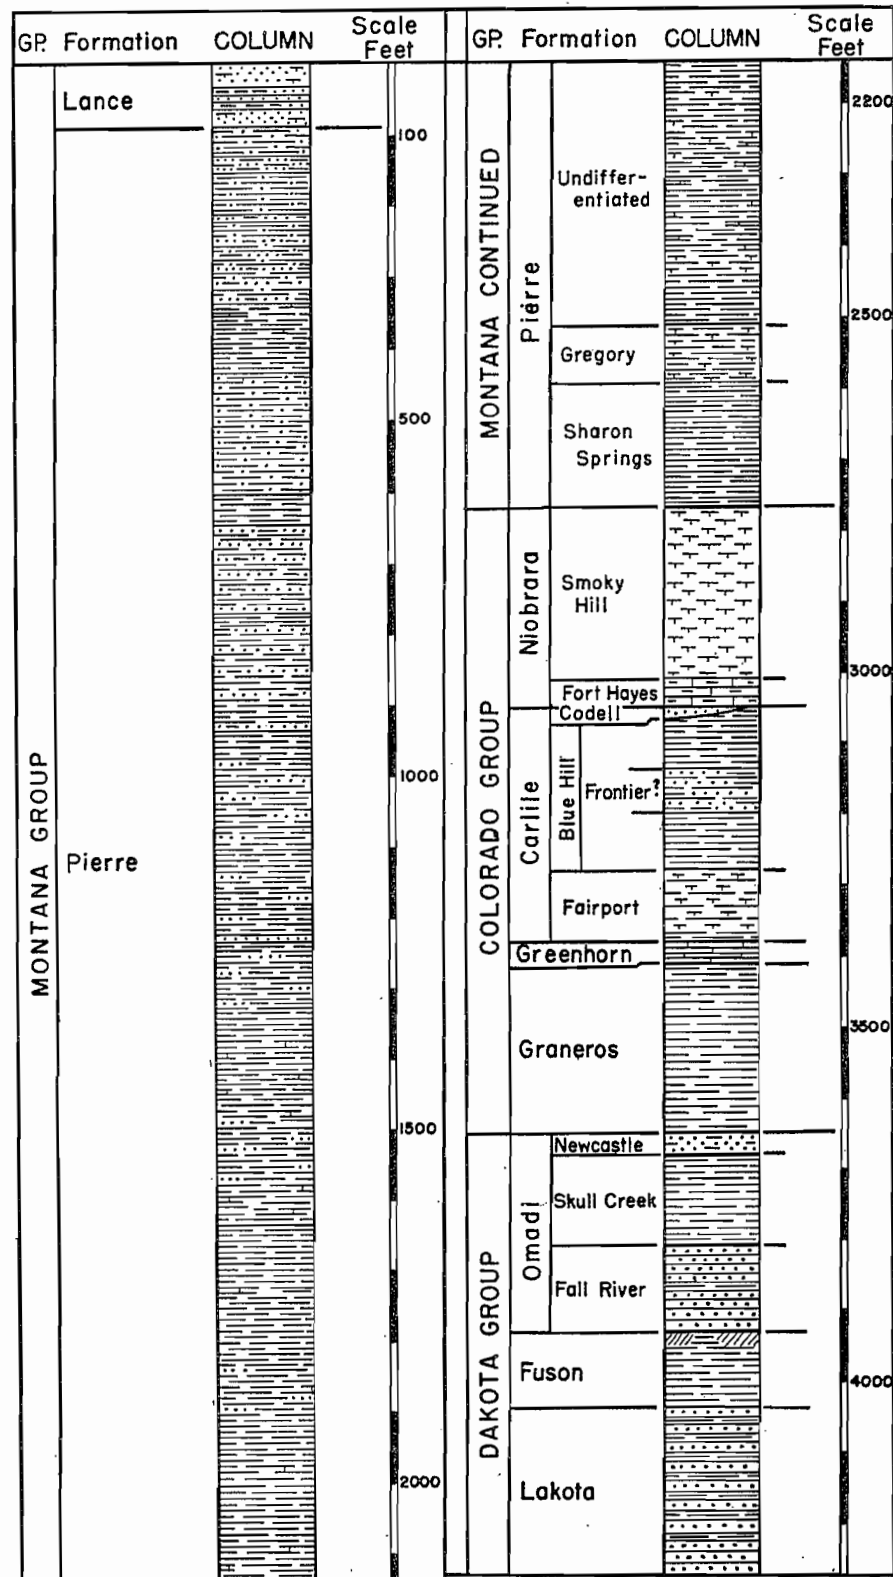 GP. Formation COLUMN Scale Feet
Lance
100
500
MONTANA GROUP
Pierre
1000
1500
2000
GP. Formation COLUMN Scale Feet
2200
MONTANA CONTINUED
Pierre
Undiffer-
entiated
2500
Gregory
Sharon
Springs
COLORADO GROUP
Niobrara
Smoky
Hill
3000
Fort Hayes
Codell
Carlile
Blue Hill
Frontier?
Fairport
Greenhorn
3500
Graneros
DAKOTA GROUP
Omadi
Newcastle
Skull Creek
Fall River
Fuson
4000
Lakota